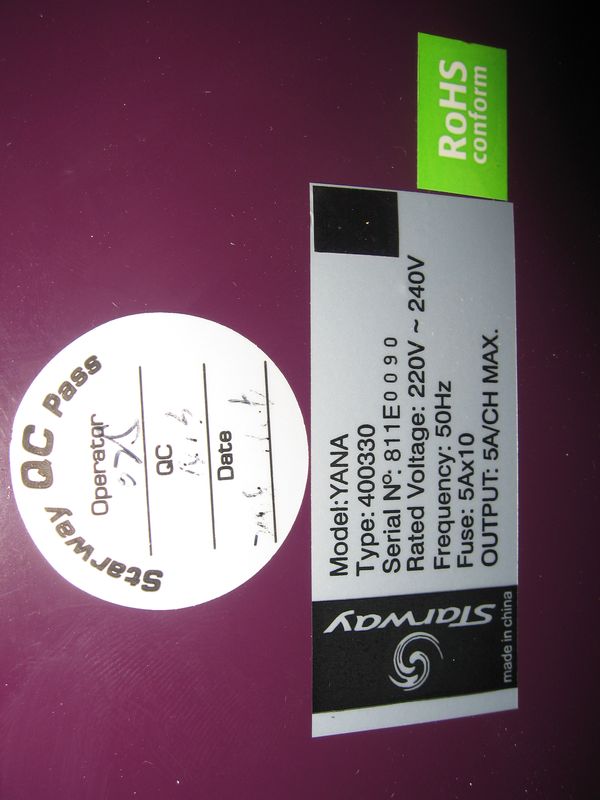 RoHS
conform
Model: YANA
Type: 400330
Serial Nº: 811E0090
Rated Voltage: 220V ~ 240V
Frequency: 50Hz
Fuse: 5Ax10
OUTPUT: 5A/CH MAX.
Starway
made in china
Starway QC Pass
Operator
QC
Date